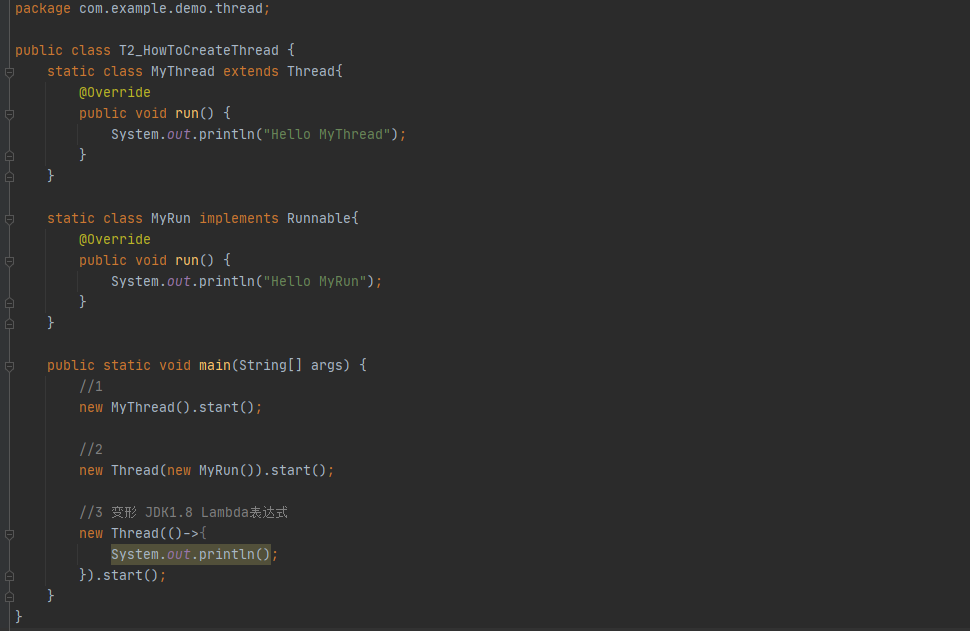 package com.example.demo.thread;
public class T2_HowToCreateThread {
static class MyThread extends Thread{
@Override
public void run() {
System.out.println("Hello MyThread");
}
}
static class MyRun implements Runnable{
@Override
public void run() {
System.out.println("Hello MyRun");
}
}
public static void main(String[] args) {
//1
new MyThread().start();
//2
new Thread(new MyRun()).start();
//3 变形 JDK1.8 Lambda表达式
new Thread(()->{
System.out.println();
}).start();
}
}